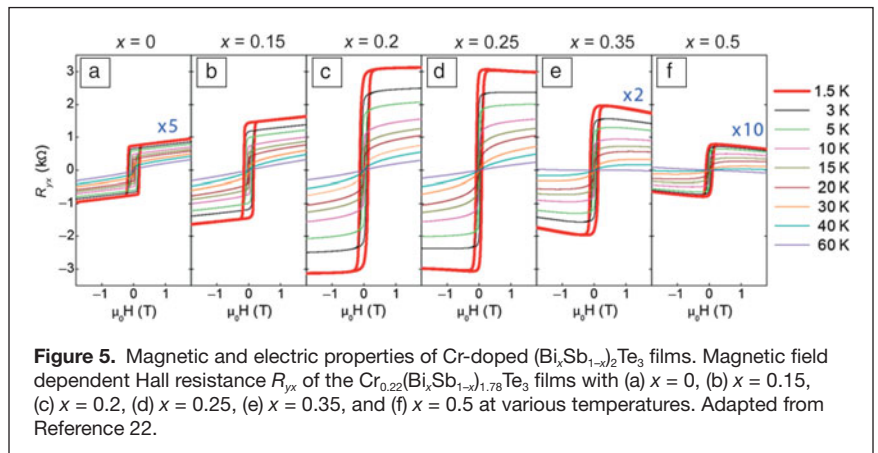 x = 0 x = 0.15 x = 0.2 x = 0.25 x = 0.35 x = 0.5
a b c d e f
x5 x2 x10
3
2
1
0
−1
−2
−3
R_yx (kΩ)
1.5 K
3 K
5 K
10 K
15 K
20 K
30 K
40 K
60 K
−1 0 1 −1 0 1 −1 0 1 −1 0 1 −1 0 1 −1 0 1
μ₀H (T) μ₀H (T) μ₀H (T) μ₀H (T) μ₀H (T) μ₀H (T)
Figure 5. Magnetic and electric properties of Cr-doped (BiₓSb₁₋ₓ)₂Te₃ films. Magnetic field
dependent Hall resistance R_yx of the Cr₀.₂₂(BiₓSb₁₋ₓ)₁.₇₈Te₃ films with (a) x = 0, (b) x = 0.15,
(c) x = 0.2, (d) x = 0.25, (e) x = 0.35, and (f) x = 0.5 at various temperatures. Adapted from
Reference 22.